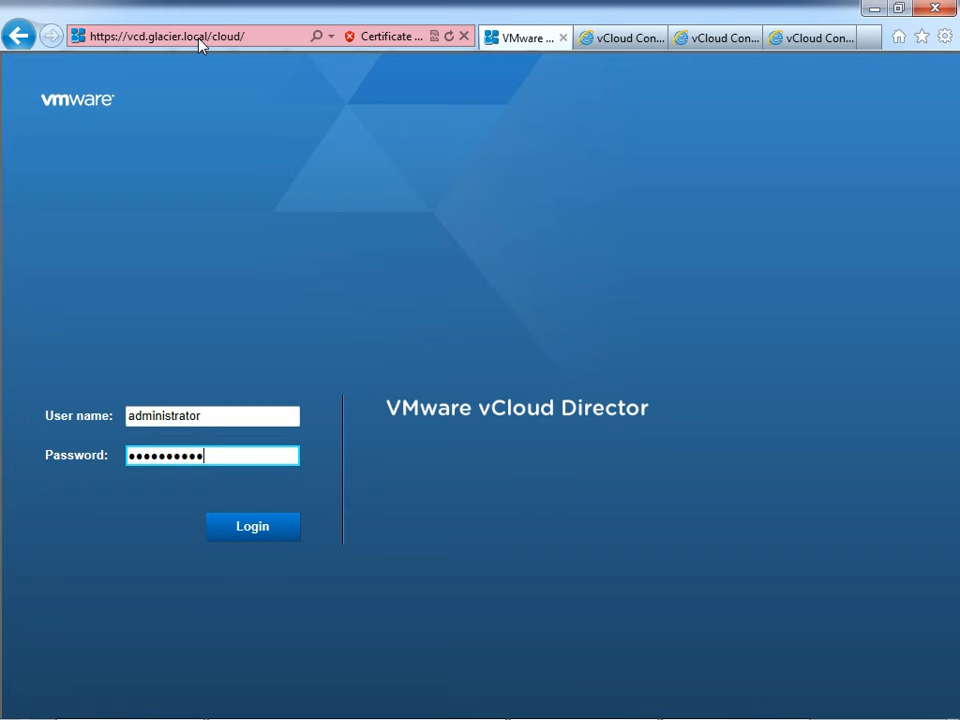 https://vcd.glacier.local/cloud/ Certificate ... VMware ... vCloud Con... vCloud Con... vCloud Con...
vmware®
User name: administrator
VMware vCloud Director
Password: ●●●●●●●●●●
Login